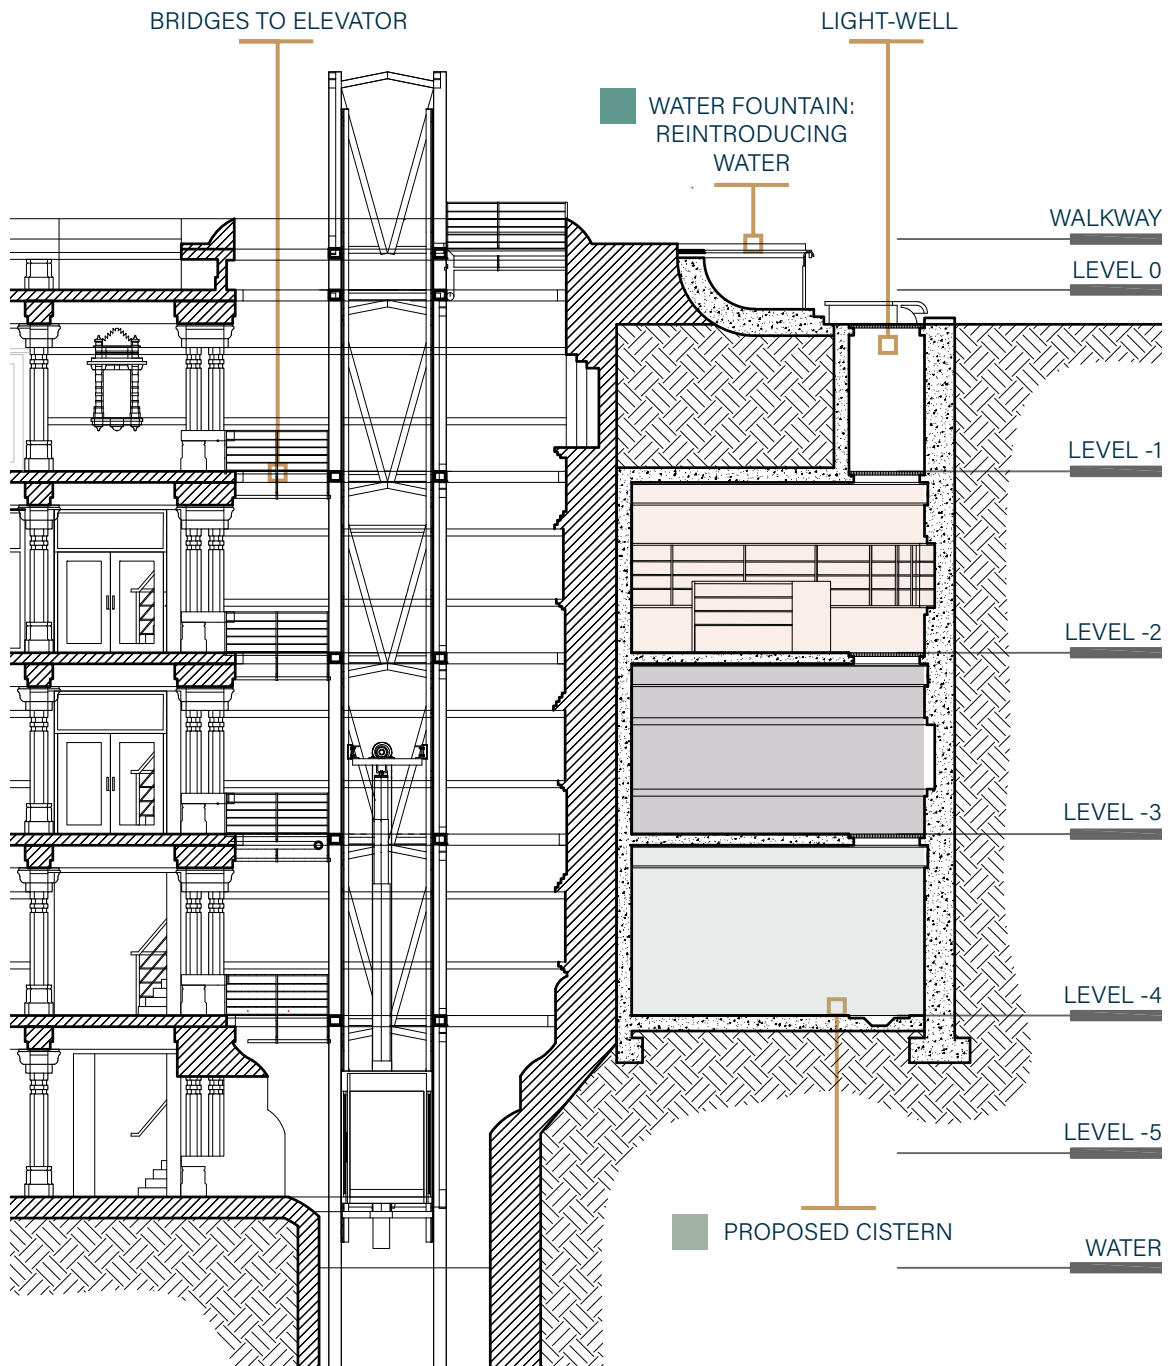 BRIDGES TO ELEVATOR
LIGHT-WELL
WATER FOUNTAIN:
REINTRODUCING
WATER
WALKWAY
LEVEL 0
LEVEL -1
LEVEL -2
LEVEL -3
LEVEL -4
LEVEL -5
PROPOSED CISTERN
WATER